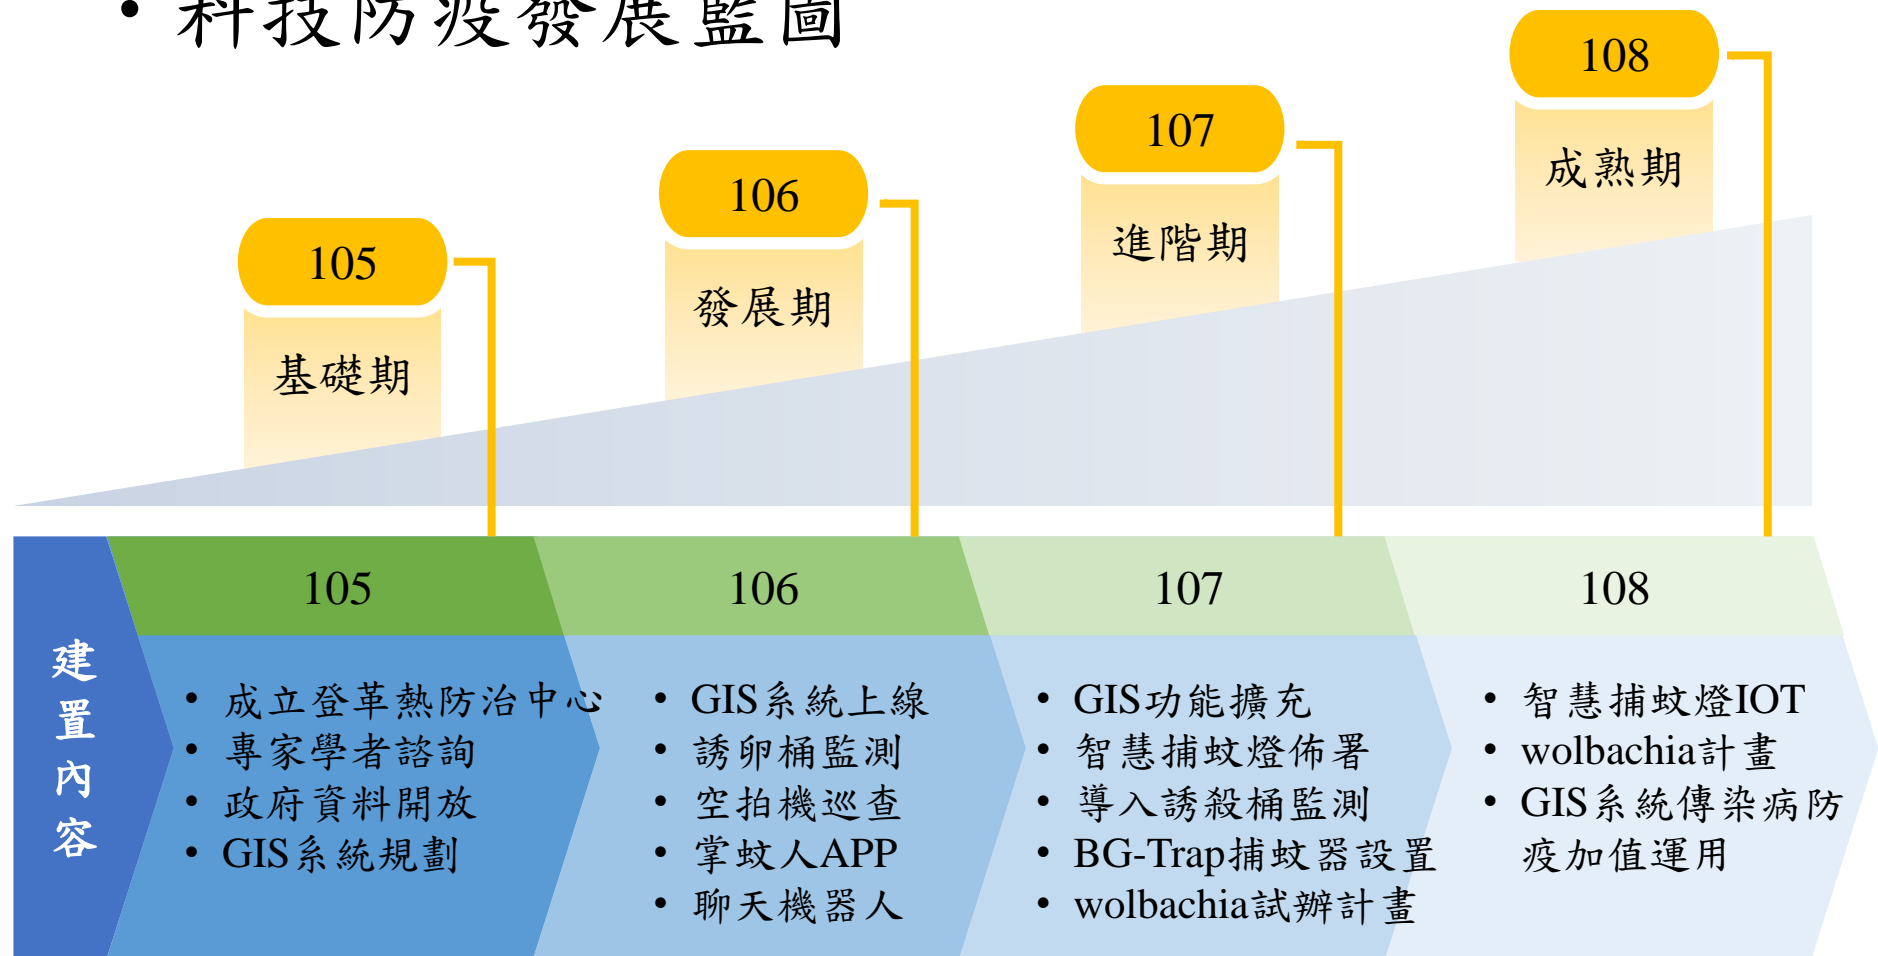 • 科技防疫發展藍圖
108
107
106
105
成熟期
進階期
發展期
基礎期
105
106
107
108
建置內容
• 成立登革熱防治中心
• 專家學者諮詢
• 政府資料開放
• GIS系統規劃
• GIS系統上線
• 誘卵桶監測
• 空拍機巡查
• 掌蚊人APP
• 聊天機器人
• GIS功能擴充
• 智慧捕蚊燈佈署
• 導入誘殺桶監測
• BG-Trap捕蚊器設置
• wolbachia試辦計畫
• 智慧捕蚊燈IOT
• wolbachia計畫
• GIS系統傳染病防
疫加值運用